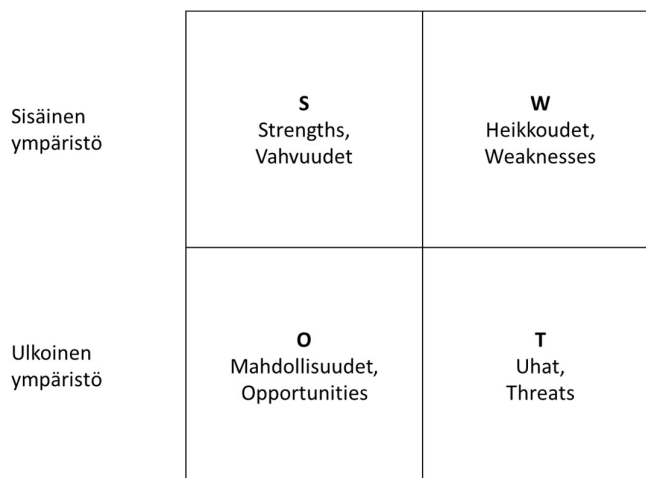 Sisäinen
ympäristö
S
Strengths,
Vahvuudet
W
Heikkoudet,
Weaknesses
Ulkoinen
ympäristö
O
Mahdollisuudet,
Opportunities
T
Uhat,
Threats